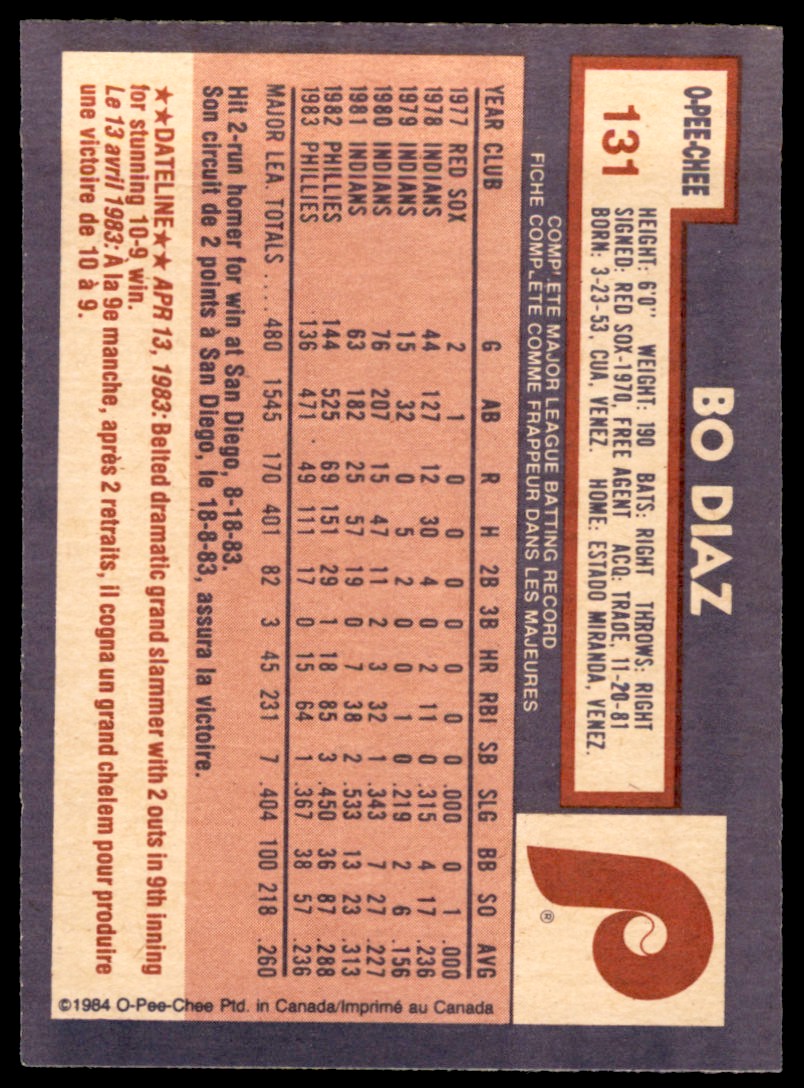 O-PEE-CHEE
131
BO DIAZ
HEIGHT: 6'0" WEIGHT: 190 BATS: RIGHT THROWS: RIGHT
SIGNED: RED SOX-1970, FREE AGENT ACQ: TRADE, 11-20-81
BORN: 3-23-53, CUA, VENEZ. HOME: ESTADO MIRANDA, VENEZ.
COMPLETE MAJOR LEAGUE BATTING RECORD
FICHE COMPLETE COMME FRAPPEUR DANS LES MAJEURES
YEAR CLUB G AB R H 2B 3B HR RBI SB SLG BB SO AVG
1977 RED SOX 2 1 0 0 0 0 0 0 0 .000 0 1 .000
1978 INDIANS 44 127 12 30 4 0 2 11 0 .315 4 17 .236
1979 INDIANS 15 32 0 5 2 0 0 1 0 .219 2 6 .156
1980 INDIANS 76 207 15 47 11 2 3 32 1 .343 7 27 .227
1981 INDIANS 63 182 25 57 19 0 7 38 2 .533 13 23 .313
1982 PHILLIES 144 525 69 151 29 1 18 85 3 .450 36 87 .288
1983 PHILLIES 136 471 49 111 17 0 15 64 1 .367 38 57 .236
MAJOR LEA. TOTALS ..... 480 1545 170 401 82 3 45 231 7 .404 100 218 .260
Hit 2-run homer for win at San Diego, 8-18-83.
Son circuit de 2 points à San Diego, le 18-8-83, assura la victoire.
★★DATELINE★★ APR 13, 1983: Belted dramatic grand slammer with 2 outs in 9th inning
for stunning 10-9 win.
Le 13 avril 1983: À la 9e manche, après 2 retraits, il cogna un grand chelem pour produire
une victoire de 10 à 9.
®
©1984 O-Pee-Chee Ptd. in Canada/Imprimé au Canada